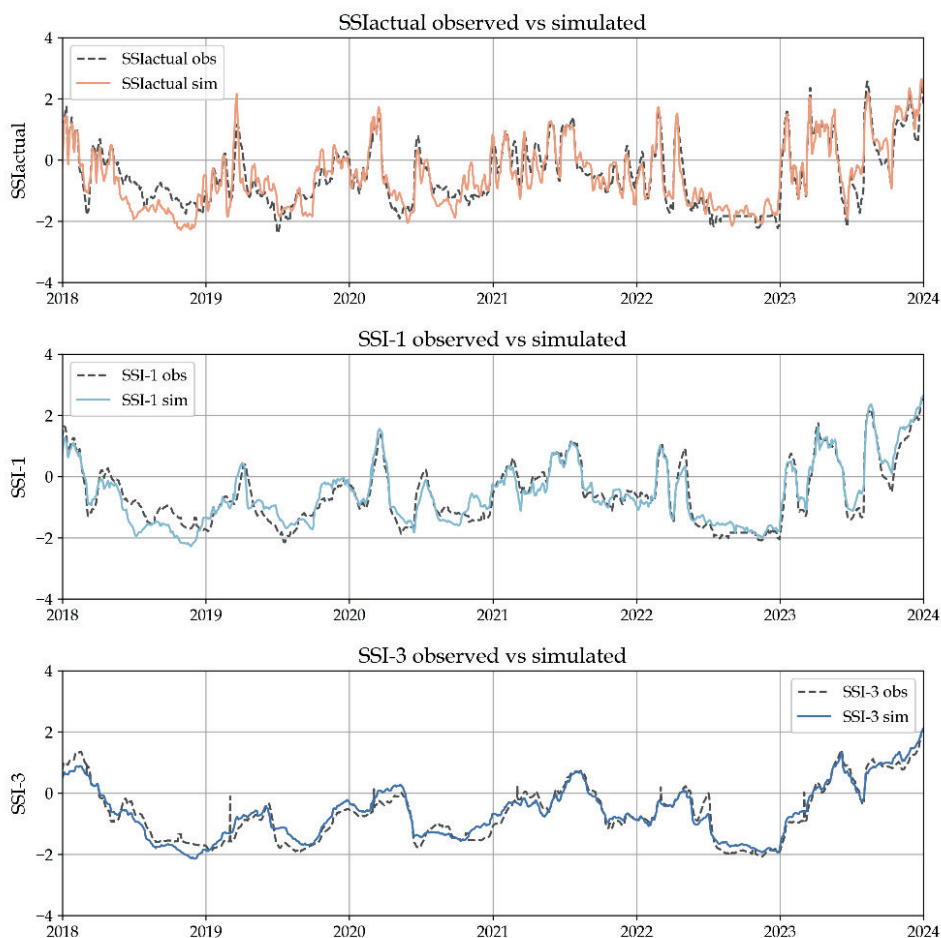 SSIactual observed vs simulated
4
SSIactual obs
SSIactual sim
2
0
−2
−4
SSIactual
2018 2019 2020 2021 2022 2023 2024
SSI-1 observed vs simulated
4
SSI-1 obs
SSI-1 sim
2
0
−2
−4
SSI-1
2018 2019 2020 2021 2022 2023 2024
SSI-3 observed vs simulated
4
SSI-3 obs
SSI-3 sim
2
0
−2
−4
SSI-3
2018 2019 2020 2021 2022 2023 2024